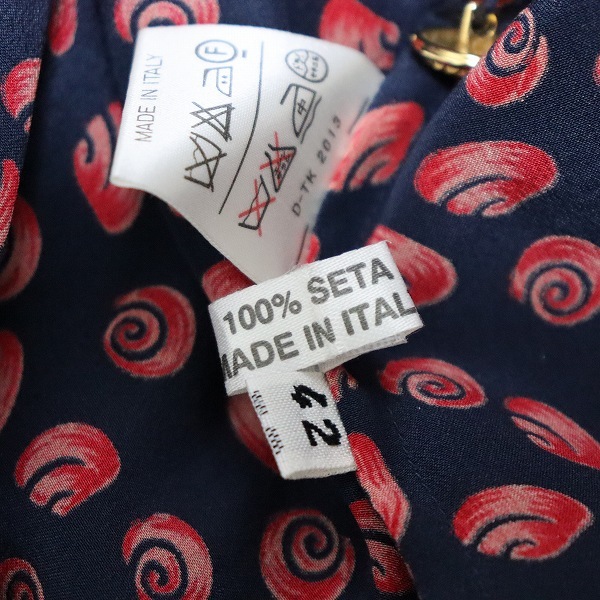 MADE IN ITALY
F
D-TK 2013
100% SETA
MADE IN ITAL
42